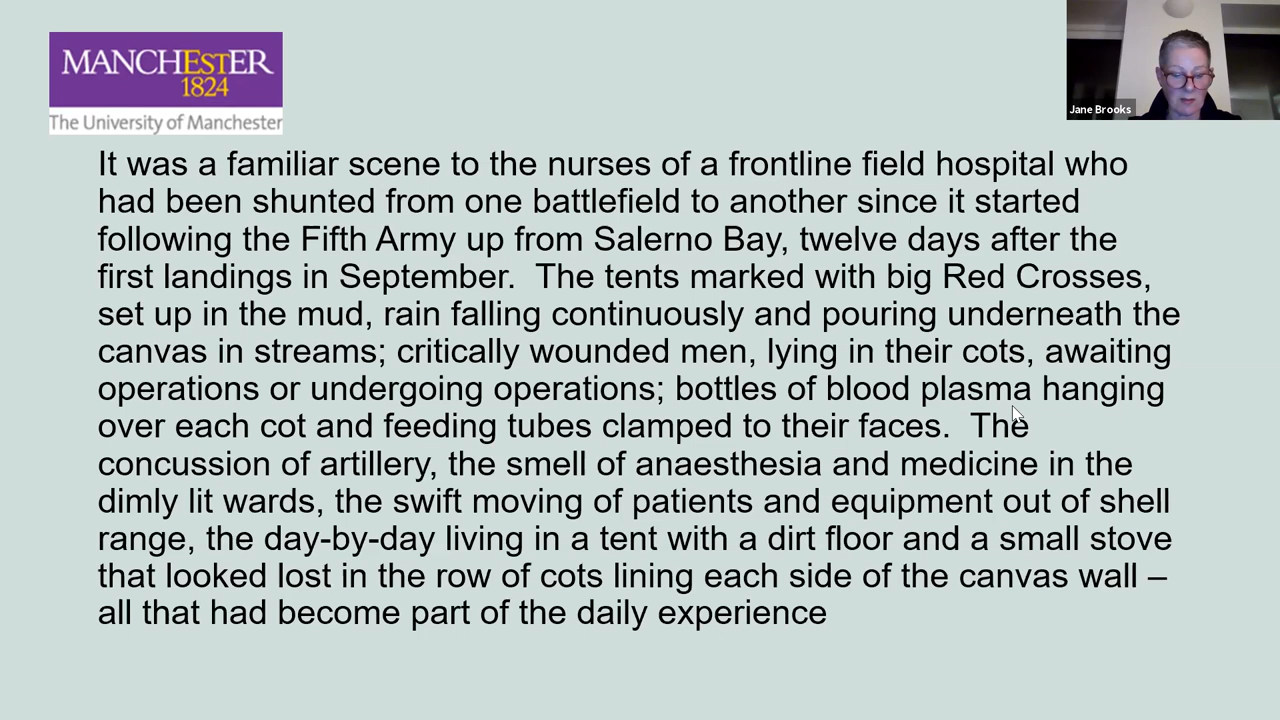 MANCHEsTER
1824
The University of Manchester
Jane Brooks
It was a familiar scene to the nurses of a frontline field hospital who
had been shunted from one battlefield to another since it started
following the Fifth Army up from Salerno Bay, twelve days after the
first landings in September.  The tents marked with big Red Crosses,
set up in the mud, rain falling continuously and pouring underneath the
canvas in streams; critically wounded men, lying in their cots, awaiting
operations or undergoing operations; bottles of blood plasma hanging
over each cot and feeding tubes clamped to their faces.  The
concussion of artillery, the smell of anaesthesia and medicine in the
dimly lit wards, the swift moving of patients and equipment out of shell
range, the day-by-day living in a tent with a dirt floor and a small stove
that looked lost in the row of cots lining each side of the canvas wall –
all that had become part of the daily experience